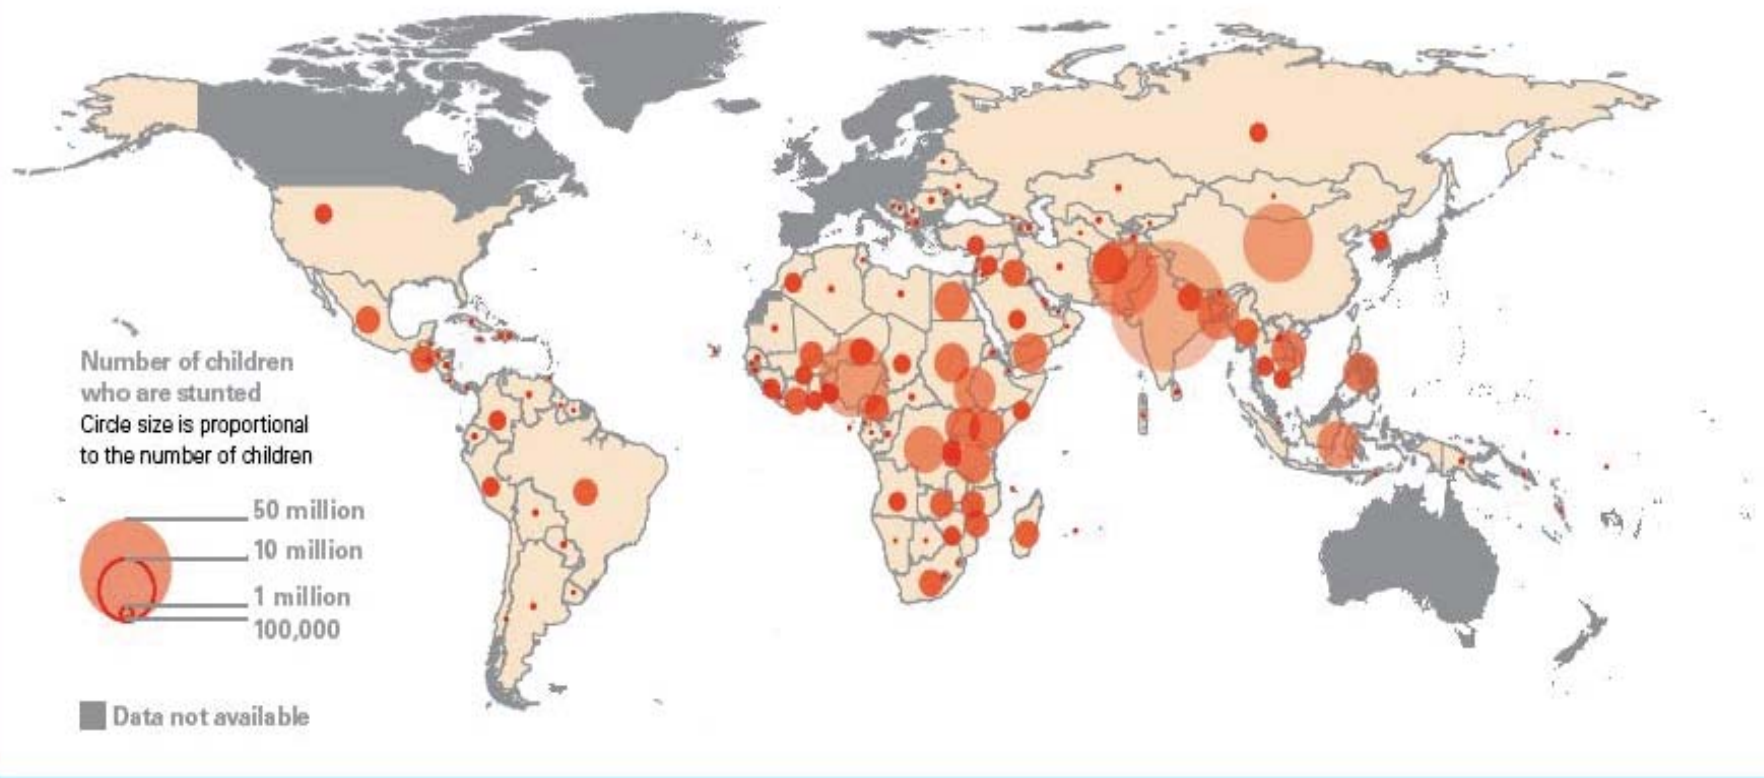 Number of children
who are stunted
Circle size is proportional
to the number of children
50 million
10 million
1 million
100,000
Data not available